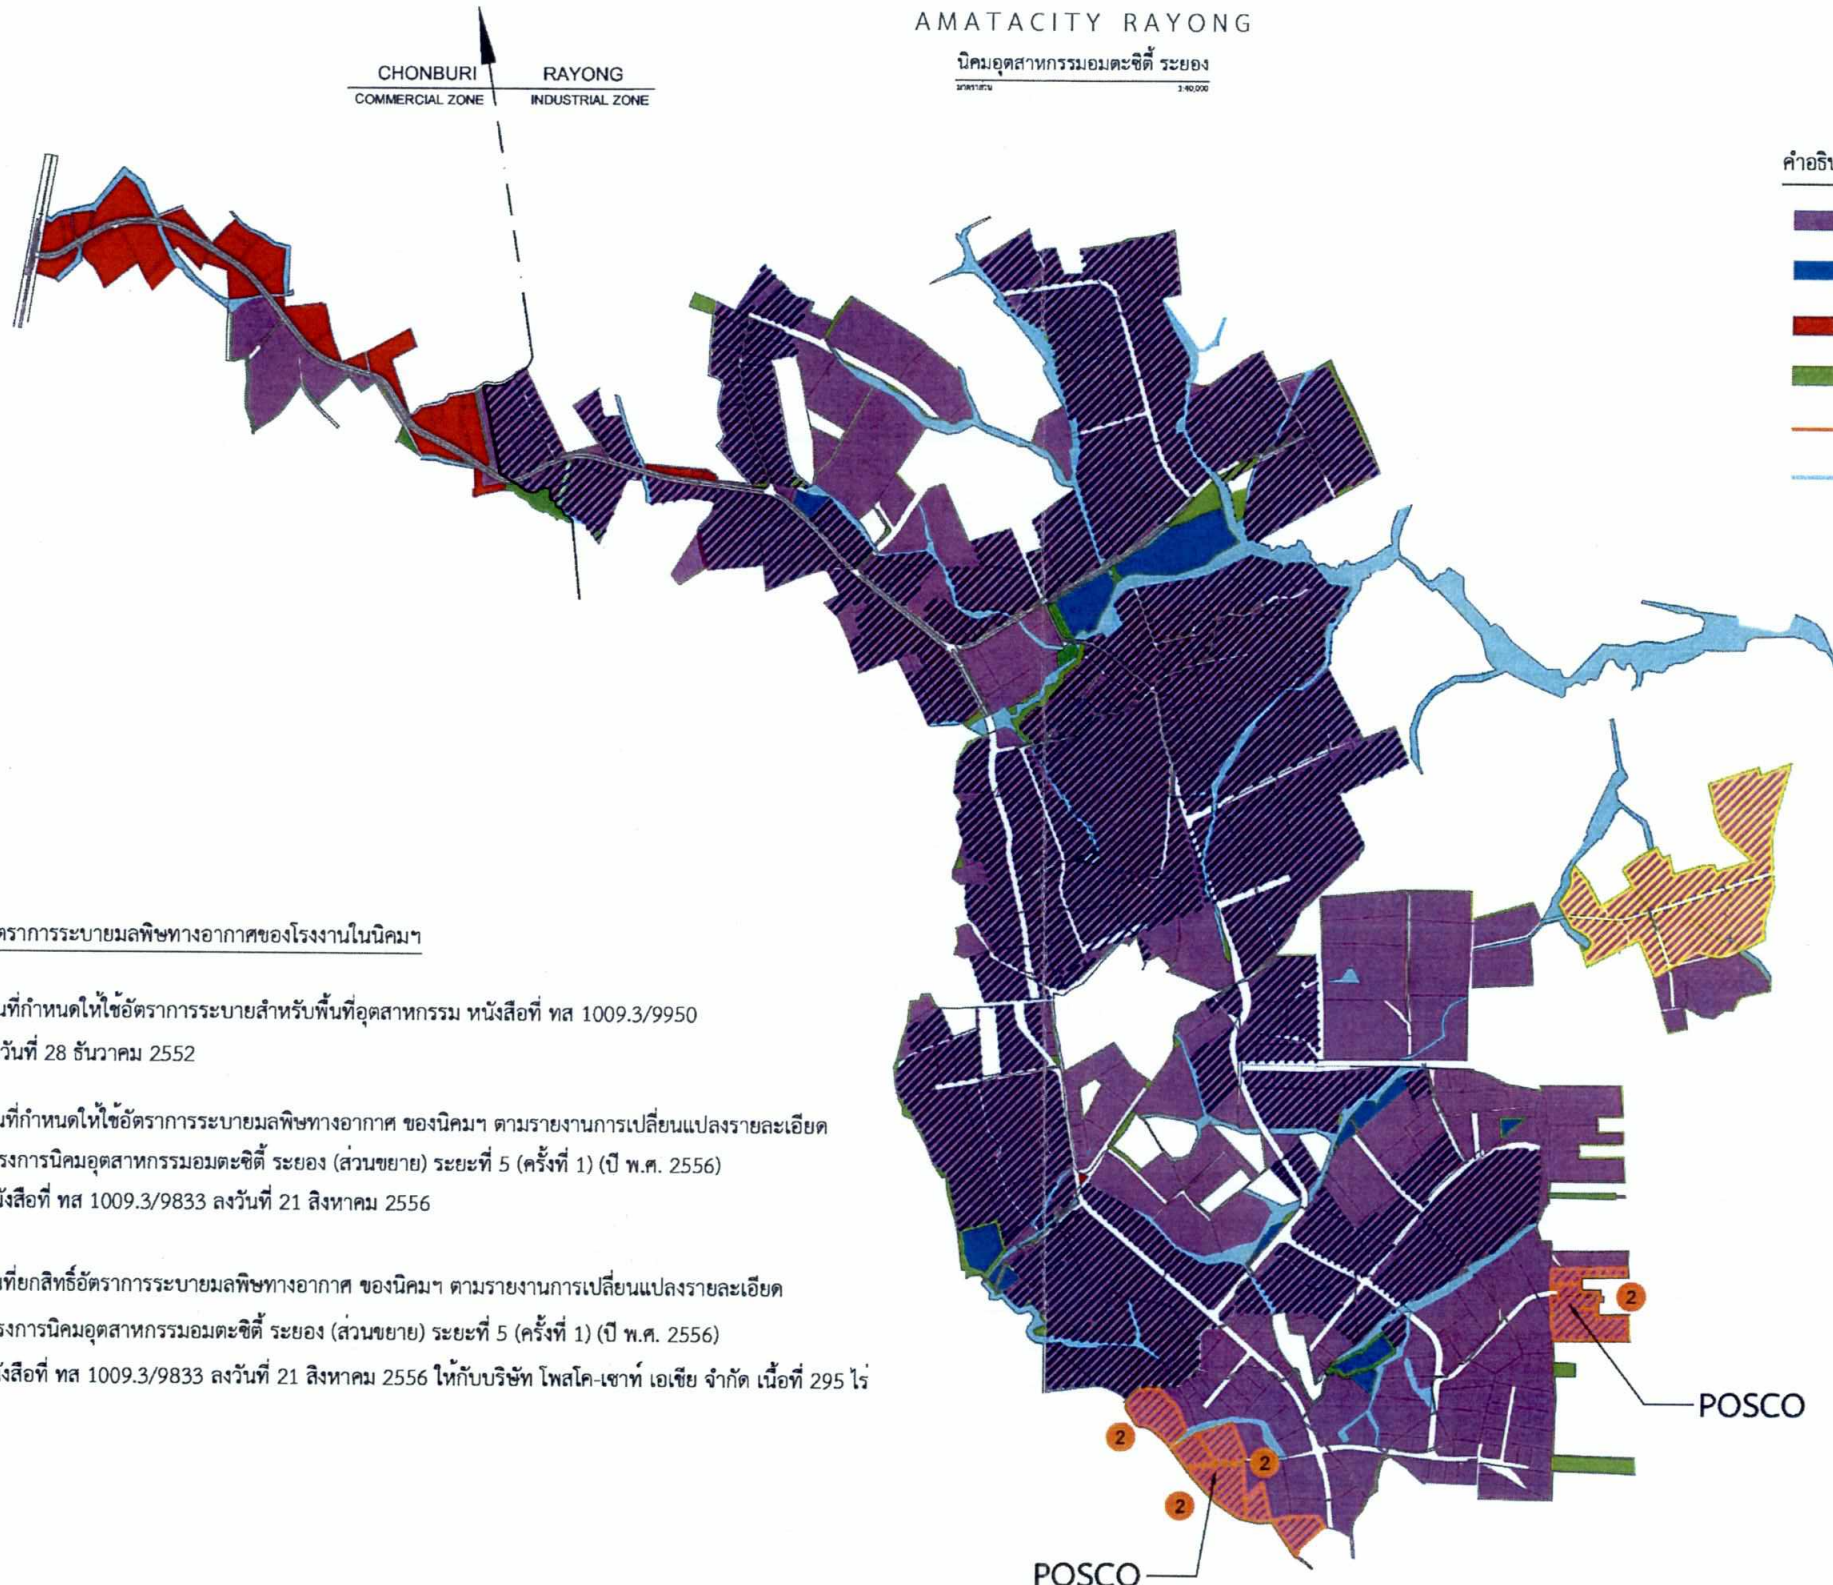 AMATACITY RAYONG
นิคมอุตสาหกรรมอมตะซิตี้ ระยอง
มาตราส่วน 1:40,000
CHONBURI RAYONG
COMMERCIAL ZONE INDUSTRIAL ZONE
คำอธิบ
ตราการระบายมลพิษทางอากาศของโรงงานในนิคมฯ
นที่กำหนดให้ใช้อัตราการระบายสำหรับพื้นที่อุตสาหกรรม หนังสือที่ ทส 1009.3/9950
วันที่ 28 ธันวาคม 2552
นที่กำหนดให้ใช้อัตราการระบายมลพิษทางอากาศ ของนิคมฯ ตามรายงานการเปลี่ยนแปลงรายละเอียด
รงการนิคมอุตสาหกรรมอมตะซิตี้ ระยอง (ส่วนขยาย) ระยะที่ 5 (ครั้งที่ 1) (ปี พ.ศ. 2556)
นังสือที่ ทส 1009.3/9833 ลงวันที่ 21 สิงหาคม 2556
นที่ยกสิทธิ์อัตราการระบายมลพิษทางอากาศ ของนิคมฯ ตามรายงานการเปลี่ยนแปลงรายละเอียด
รงการนิคมอุตสาหกรรมอมตะซิตี้ ระยอง (ส่วนขยาย) ระยะที่ 5 (ครั้งที่ 1) (ปี พ.ศ. 2556)
นังสือที่ ทส 1009.3/9833 ลงวันที่ 21 สิงหาคม 2556 ให้กับบริษัท โพสโค-เซาท์ เอเชีย จำกัด เนื้อที่ 295 ไร่
2
POSCO
2
2
2
POSCO